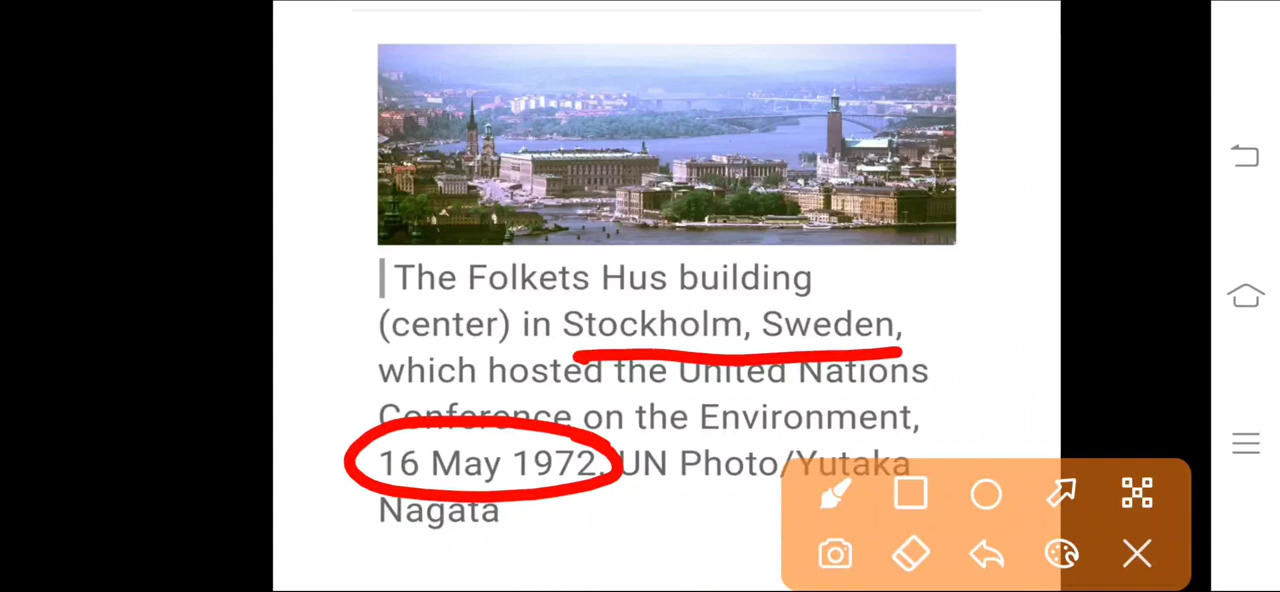 The Folkets Hus building
(center) in Stockholm, Sweden,
which hosted the United Nations
Conference on the Environment,
16 May 1972. UN Photo/Yutaka
Nagata